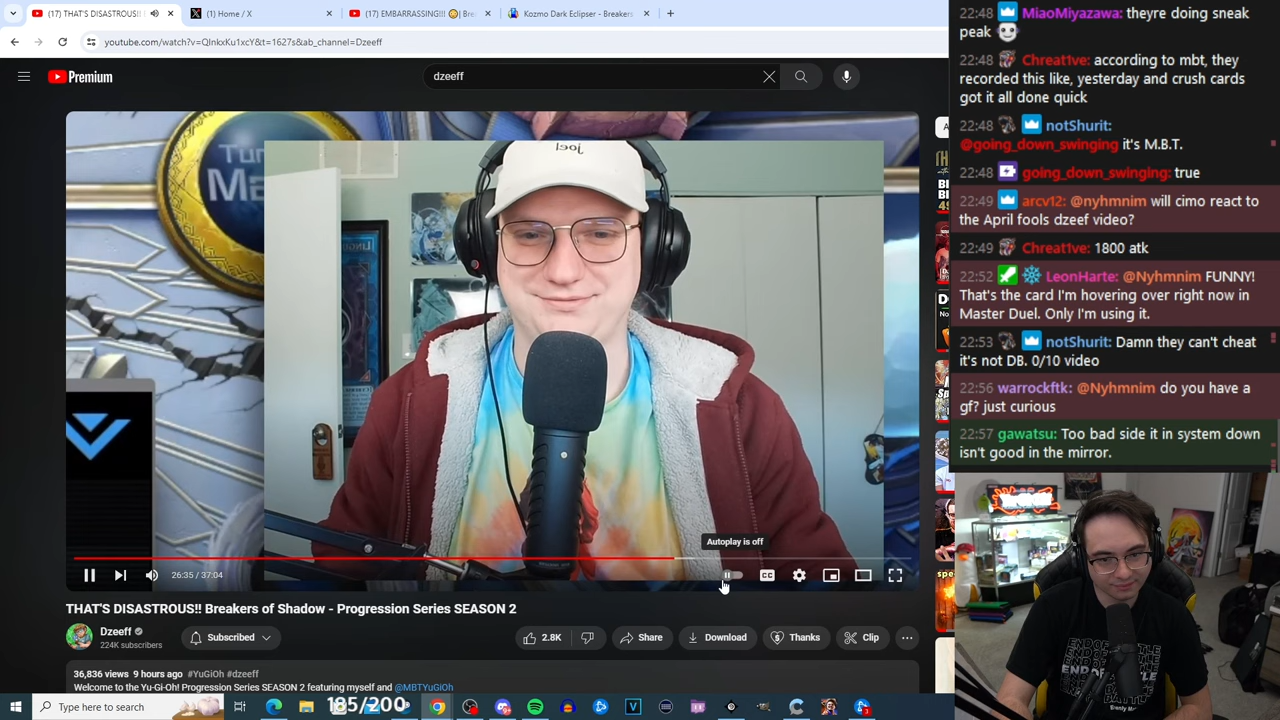 (17) THAT'S DISASTROUS!!
(1) Home / X
(17) EMBARRASSING!!! | Bre
Kozmo Dark Eclipser - Breakers
youtube.com/watch?v=QInkxKu1xcY&t=1627s&ab_channel=Dzeeff
Premium
dzeeff
joel
Autoplay is off
26:35 / 37:04
THAT'S DISASTROUS!! Breakers of Shadow - Progression Series SEASON 2
Dzeeff
224K subscribers
Subscribed
2.8K
Share
Download
Thanks
Clip
36,836 views 9 hours ago #YuGiOh #dzeeff
Welcome to the Yu-Gi-Oh! Progression Series SEASON 2 featuring myself and @MBTYuGiOh
Type here to search
185/200
22:48 MiaoMiyazawa: theyre doing sneak
peak
22:48 Chreat1ve: according to mbt, they
recorded this like, yesterday and crush cards
got it all done quick
22:48 notShurit:
@going_down_swinging it's M.B.T.
22:48 going_down_swinging: true
22:49 arcv12: @nyhmnim will cimo react to
the April fools dzeef video?
22:49 Chreat1ve: 1800 atk
22:52 LeonHarte: @Nyhmnim FUNNY!
That's the card I'm hovering over right now in
Master Duel. Only I'm using it.
22:53 notShurit: Damn they can't cheat
it's not DB. 0/10 video
22:56 warrockftk: @Nyhmnim do you have a
gf? just curious
22:57 gawatsu: Too bad side it in system down
isn't good in the mirror.